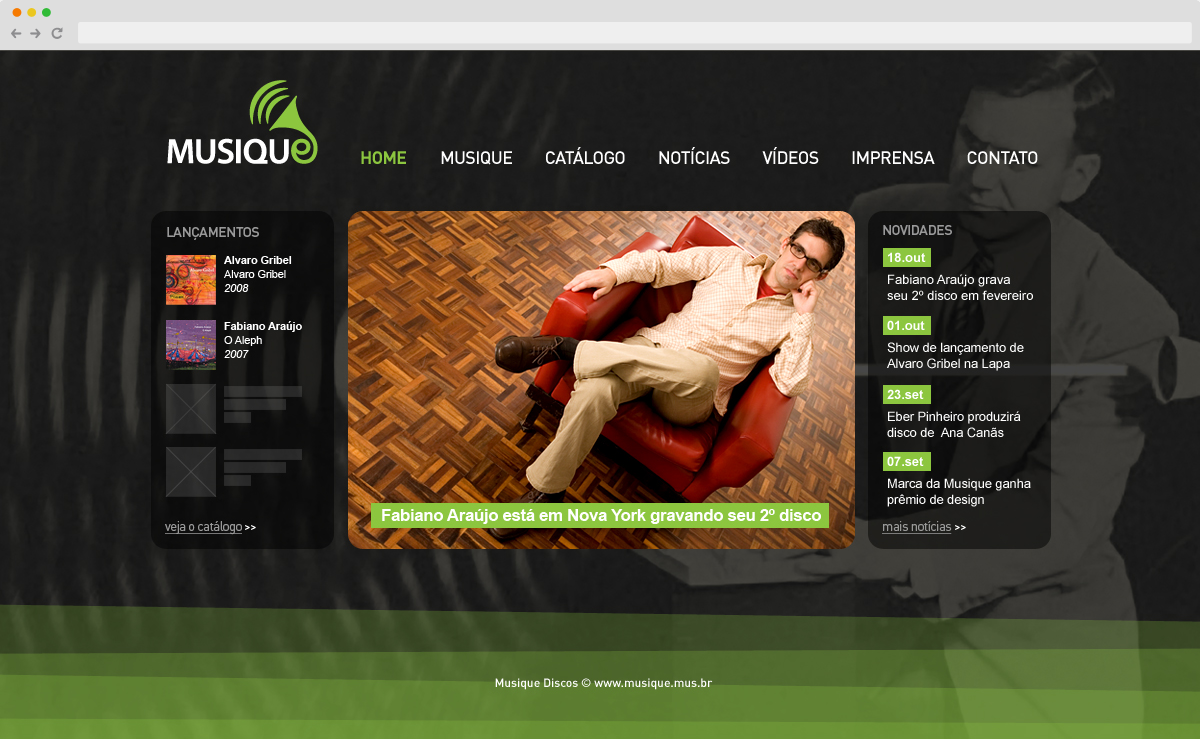 MUSIQUE
HOME MUSIQUE CATÁLOGO NOTÍCIAS VÍDEOS IMPRENSA CONTATO
LANÇAMENTOS
Alvaro Gribel
Alvaro Gribel
2008
Fabiano Araújo
O Aleph
2007
veja o catálogo >>
Fabiano Araújo está em Nova York gravando seu 2º disco
NOVIDADES
18.out
Fabiano Araújo grava
seu 2º disco em fevereiro
01.out
Show de lançamento de
Alvaro Gribel na Lapa
23.set
Eber Pinheiro produzirá
disco de Ana Canãs
07.set
Marca da Musique ganha
prêmio de design
mais notícias >>
Musique Discos © www.musique.mus.br